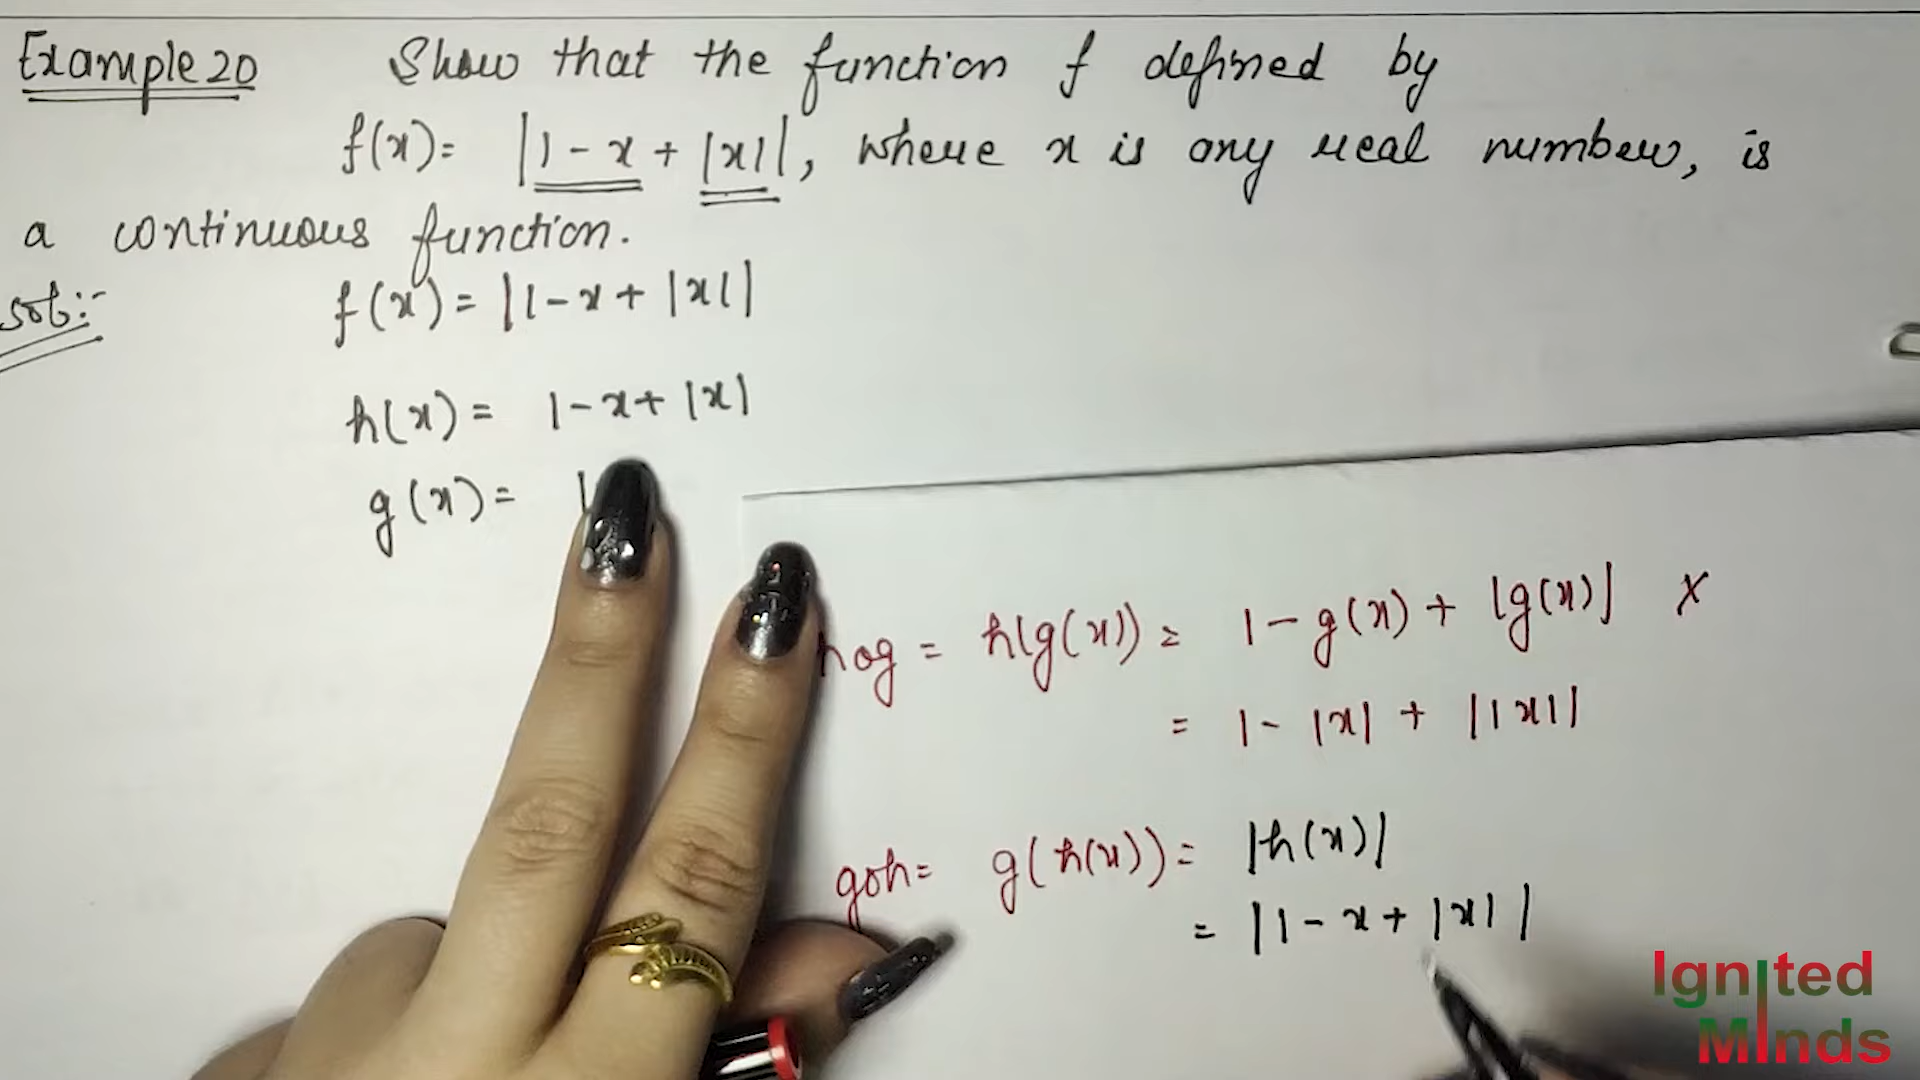 Example 20 Show that the function f defined by
f(x) = |1 - x + |x||, where x is any real number, is
a continuous function.
Sol:-
f(x) = |1 - x + |x||
h(x) = 1 - x + |x|
g(x) = |
hog = h(g(x)) = 1 - g(x) + |g(x)| X
= 1 - |x| + ||x||
goh = g(h(x)) = |h(x)|
= |1 - x + |x||
Ignited
Minds